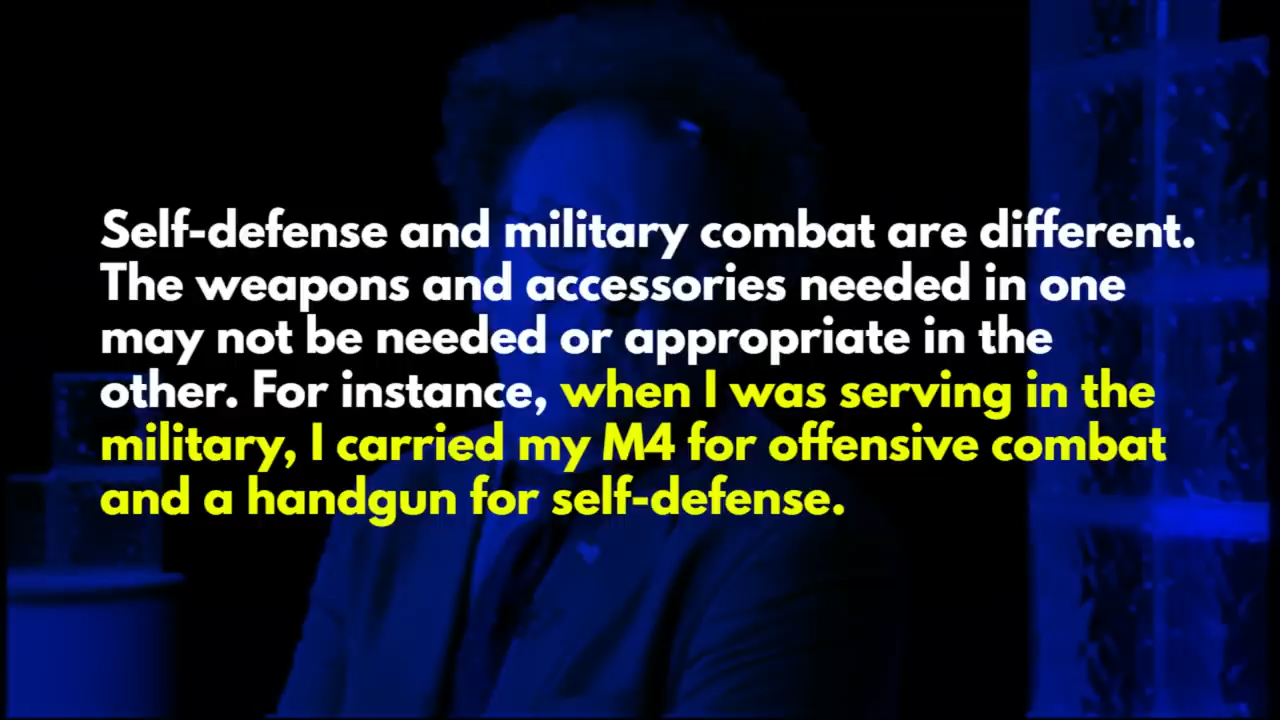 Self-defense and military combat are different.
The weapons and accessories needed in one
may not be needed or appropriate in the
other. For instance, when I was serving in the
military, I carried my M4 for offensive combat
and a handgun for self-defense.